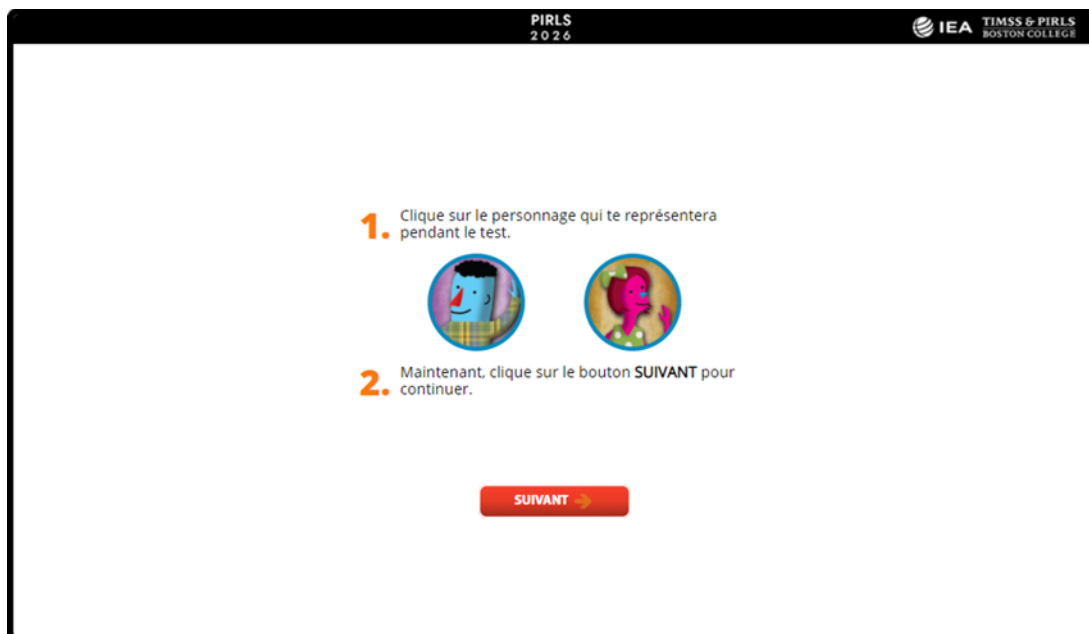 PIRLS
2026
IEA
TIMSS & PIRLS
BOSTON COLLEGE
1. Clique sur le personnage qui te représentera
pendant le test.
2. Maintenant, clique sur le bouton SUIVANT pour
continuer.
SUIVANT